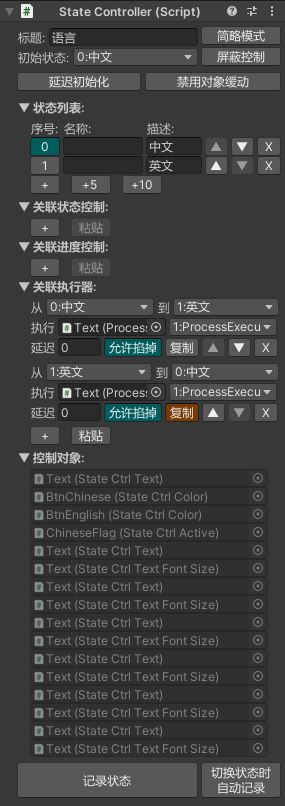 State Controller (Script)
标题: 语言 简略模式
初始状态: 0:中文 屏蔽控制
延迟初始化 禁用对象缓动
状态列表:
序号: 名称: 描述:
0 中文 X
1 英文 X
+ +5 +10
关联状态控制:
+ 粘贴
关联进度控制:
+ 粘贴
关联执行器:
从 0:中文 到 1:英文
执行 Text (Process 1:ProcessExecu
延迟 0 允许掐掉 复制 X
从 1:英文 到 0:中文
执行 Text (Process 1:ProcessExecu
延迟 0 允许掐掉 复制 X
+ 粘贴
控制对象:
Text (State Ctrl Text)
BtnChinese (State Ctrl Color)
BtnEnglish (State Ctrl Color)
ChineseFlag (State Ctrl Active)
Text (State Ctrl Text)
Text (State Ctrl Text Font Size)
Text (State Ctrl Text)
Text (State Ctrl Text Font Size)
Text (State Ctrl Text)
Text (State Ctrl Text Font Size)
Text (State Ctrl Text)
Text (State Ctrl Text Font Size)
Text (State Ctrl Text)
Text (State Ctrl Text Font Size)
Text (State Ctrl Text)
Text (State Ctrl Text Font Size)
记录状态 切换状态时
自动记录